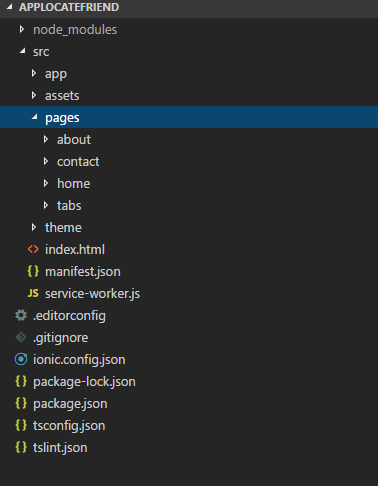 APPLOCATEFRIEND
node_modules
src
app
assets
pages
about
contact
home
tabs
theme
<> index.html
{} manifest.json
JS service-worker.js
.editorconfig
.gitignore
ionic.config.json
{} package-lock.json
{} package.json
{} tsconfig.json
{} tslint.json